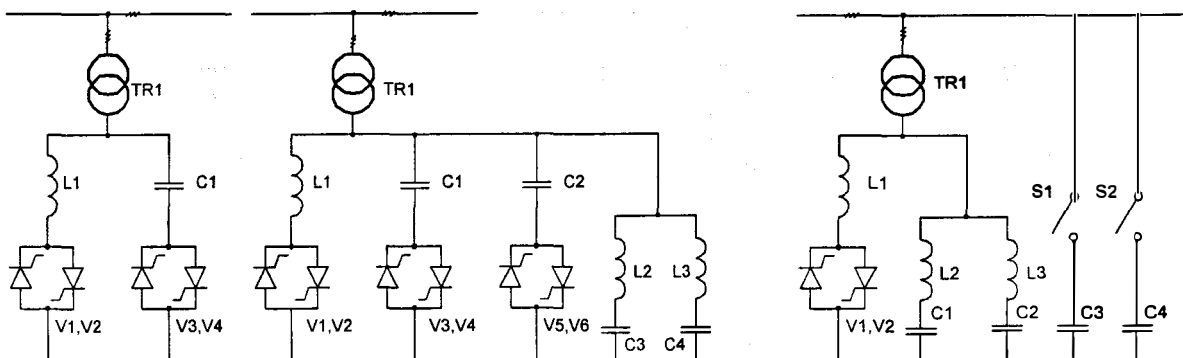 TR1
L1
C1
V1,V2
V3,V4
TR1
L1
C1
C2
L2
L3
V1,V2
V3,V4
V5,V6
C3
C4
TR1
L1
S1
S2
L2
L3
V1,V2
C1
C2
C3
C4